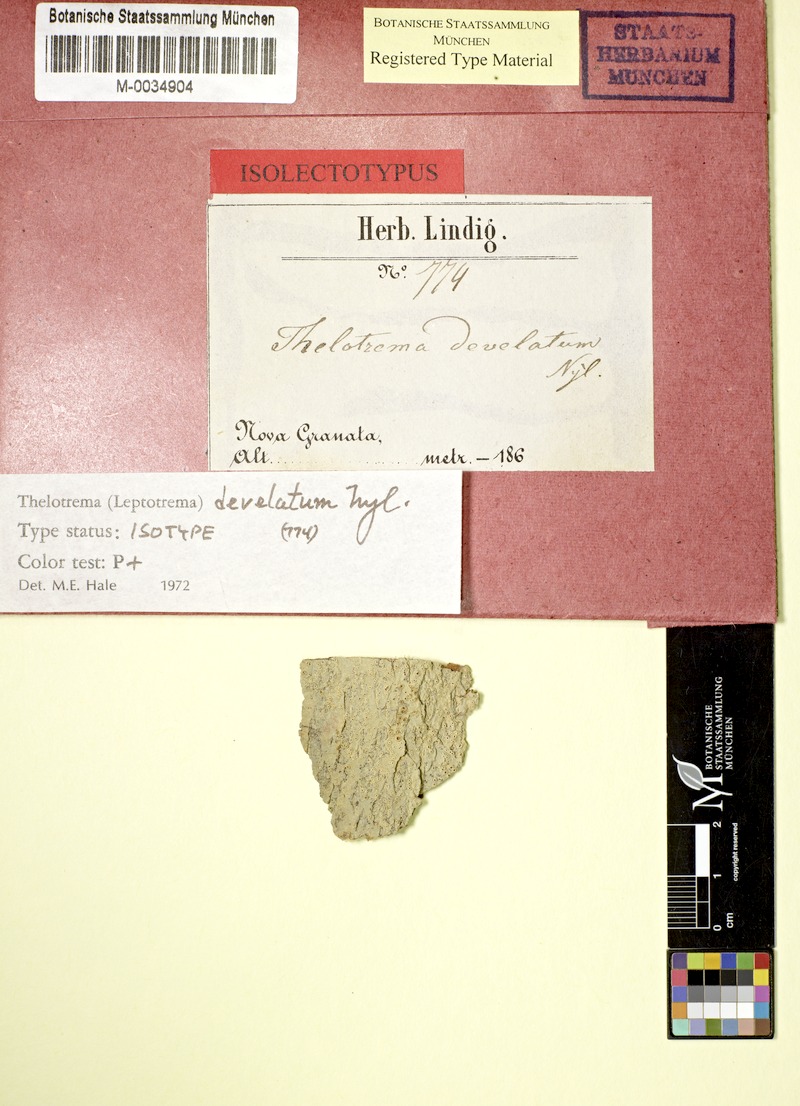 Botanische Staatssammlung München
M-0034904
BOTANISCHE STAATSSAMMLUNG
MÜNCHEN
Registered Type Material
STAATS-
HERBARIUM
MÜNCHEN
ISOLECTOTYPUS
Herb. Lindig.
No. 774
Thelotrema develatum
Nyl.
Nova Granata,
Alt. metr. – 186
Thelotrema (Leptotrema) develatum Nyl.
Type status: ISOTYPE (774)
Color test: P+
Det. M.E. Hale 1972
BOTANISCHE
STAATSSAMMLUNG
MÜNCHEN
M
0 1 2
cm
copyright reserved